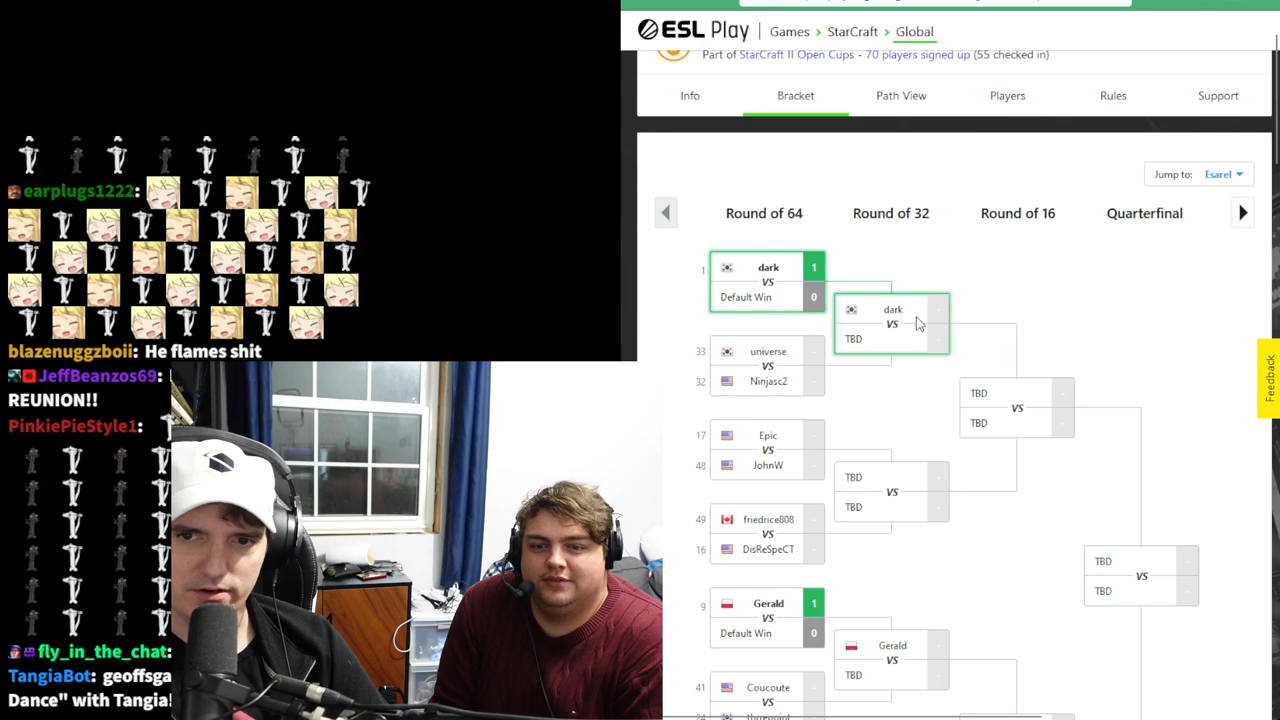 ESL Play
Games > StarCraft > Global
Part of StarCraft II Open Cups - 70 players signed up (55 checked in)
Info Bracket Path View Players Rules Support
Jump to: Esarel
Round of 64 Round of 32 Round of 16 Quarterfinal
1 dark 1
VS
Default Win 0
dark -
VS
TBD -
33 universe -
VS
32 Ninjasc2 -
TBD -
VS
TBD -
17 Epic -
VS
48 JohnW -
TBD -
VS
TBD -
49 friedrice808 -
VS
16 DisReSpeCT -
TBD -
VS
TBD -
9 Gerald 1
VS
Default Win 0
Gerald -
VS
TBD -
41 Coucoute -
VS
Feedback
earplugs1222:
blazenuggzboii: He flames shit
JeffBeanzos69:
REUNION!!
PinkiePieStyle1:
fly_in_the_chat:
TangiaBot: geoffsga
Dance" with Tangia!